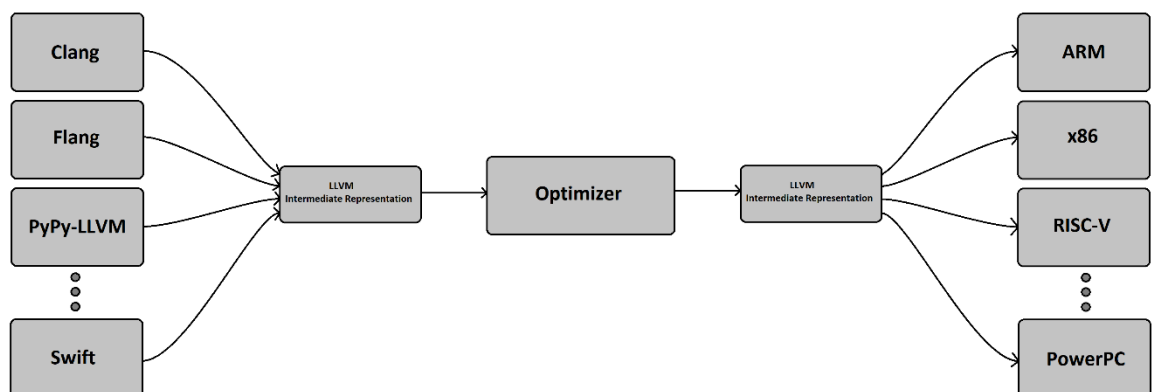 Clang
Flang
PyPy-LLVM
Swift
LLVM
Intermediate Representation
Optimizer
LLVM
Intermediate Representation
ARM
x86
RISC-V
PowerPC